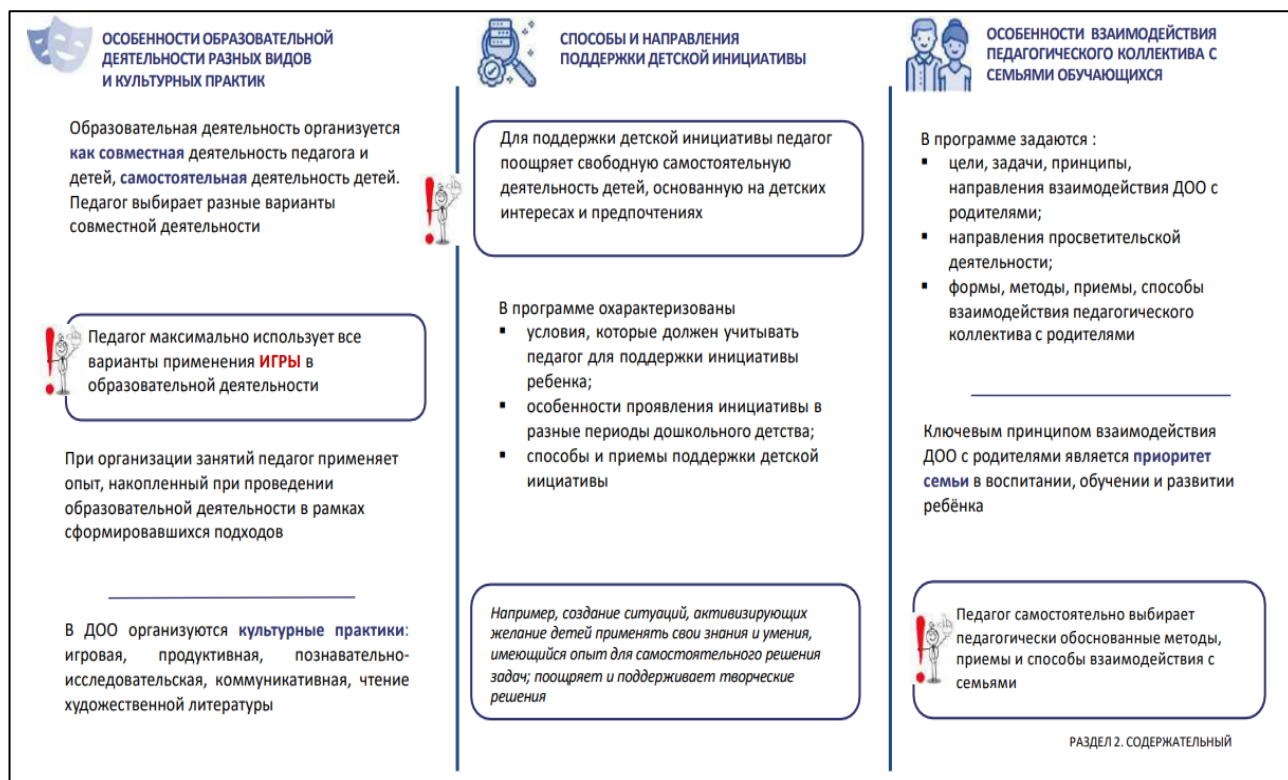 ОСОБЕННОСТИ ОБРАЗОВАТЕЛЬНОЙ
ДЕЯТЕЛЬНОСТИ РАЗНЫХ ВИДОВ
И КУЛЬТУРНЫХ ПРАКТИК
Образовательная деятельность организуется
как совместная деятельность педагога и
детей, самостоятельная деятельность детей.
Педагог выбирает разные варианты
совместной деятельности
Педагог максимально использует все
варианты применения ИГРЫ в
образовательной деятельности
При организации занятий педагог применяет
опыт, накопленный при проведении
образовательной деятельности в рамках
сформировавшихся подходов
В ДОО организуются культурные практики:
игровая, продуктивная, познавательно-
исследовательская, коммуникативная, чтение
художественной литературы
СПОСОБЫ И НАПРАВЛЕНИЯ
ПОДДЕРЖКИ ДЕТСКОЙ ИНИЦИАТИВЫ
Для поддержки детской инициативы педагог
поощряет свободную самостоятельную
деятельность детей, основанную на детских
интересах и предпочтениях
В программе охарактеризованы
▪ условия, которые должен учитывать
педагог для поддержки инициативы
ребенка;
▪ особенности проявления инициативы в
разные периоды дошкольного детства;
▪ способы и приемы поддержки детской
иициативы
Например, создание ситуаций, активизирующих
желание детей применять свои знания и умения,
имеющийся опыт для самостоятельного решения
задач; поощряет и поддерживает творческие
решения
ОСОБЕННОСТИ ВЗАИМОДЕЙСТВИЯ
ПЕДАГОГИЧЕСКОГО КОЛЛЕКТИВА С
СЕМЬЯМИ ОБУЧАЮЩИХСЯ
В программе задаются :
▪ цели, задачи, принципы,
направления взаимодействия ДОО с
родителями;
▪ направления просветительской
деятельности;
▪ формы, методы, приемы, способы
взаимодействия педагогического
коллектива с родителями
Ключевым принципом взаимодействия
ДОО с родителями является приоритет
семьи в воспитании, обучении и развитии
ребёнка
Педагог самостоятельно выбирает
педагогически обоснованные методы,
приемы и способы взаимодействия с
семьями
РАЗДЕЛ 2. СОДЕРЖАТЕЛЬНЫЙ